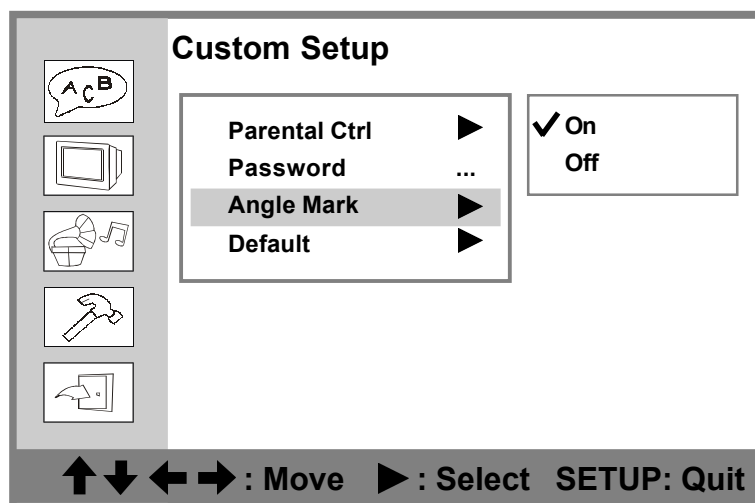 Custom Setup
A C B
Parental Ctrl ▶
Password ...
Angle Mark ▶
Default ▶
✓ On
Off
↑ ↓ ← → : Move ▶ : Select SETUP: Quit